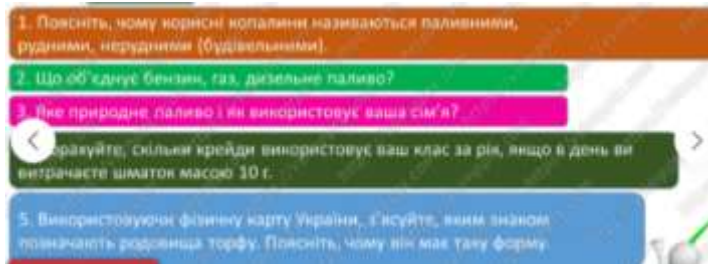 1. Поясніть, чому корисні копалини називаються паливними,
рудними, нерудними (будівельними).
2. Що об'єднує бензин, газ, дизельне паливо?
3. Яке природне паливо і як використовує ваша сім'я?
скільки крейди використовує ваш клас за рік, якщо в день ви
витрачаєте шматок масою 10 г.
5. Використовуючи фізичну карту України, з'ясуйте, яким знаком
позначають родовища торфу. Поясніть, чому він має таку форму.